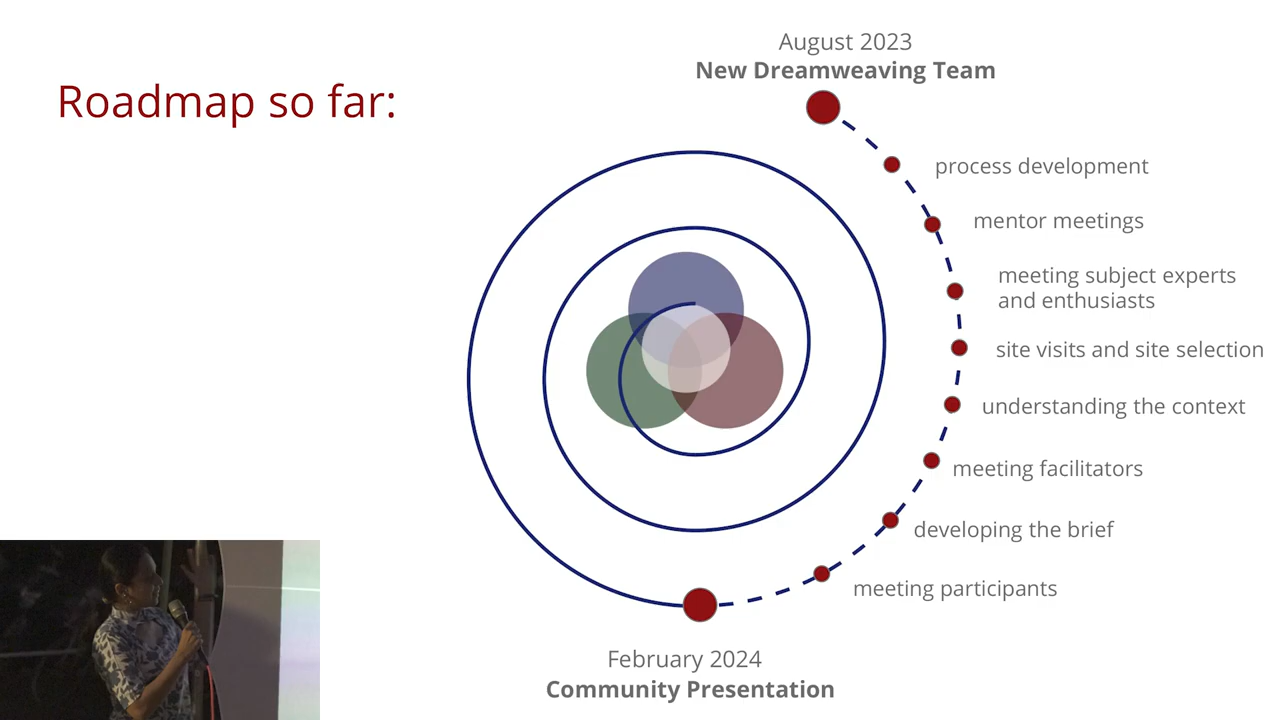 Roadmap so far:
August 2023
New Dreamweaving Team
process development
mentor meetings
meeting subject experts
and enthusiasts
site visits and site selection
understanding the context
meeting facilitators
developing the brief
meeting participants
February 2024
Community Presentation